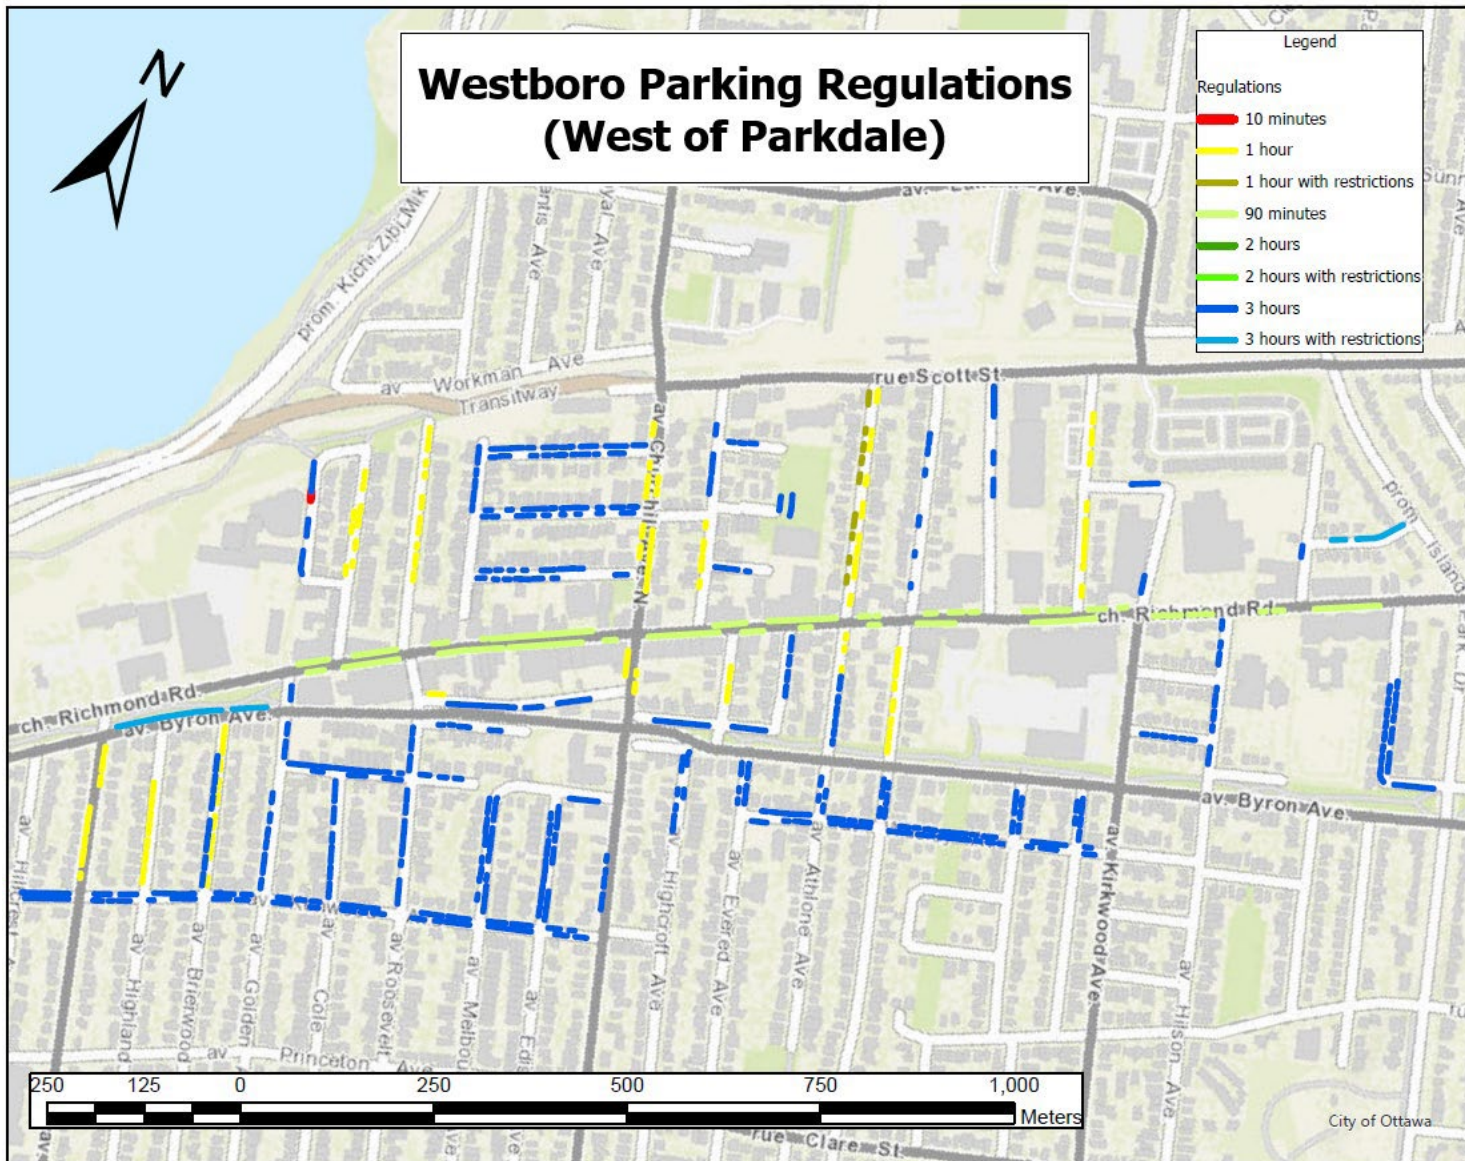 Westboro Parking Regulations
(West of Parkdale)
N
Legend
Regulations
10 minutes
1 hour
1 hour with restrictions
90 minutes
2 hours
2 hours with restrictions
3 hours
3 hours with restrictions
prom. Kichi Zibi Mik
av Workman Ave
Transitway
rue Scott St
av. Churchill Ave. N
ch. Richmond Rd.
ch. Richmond Rd.
av. Byron Ave.
av. Byron Ave.
prom Island
av Highland
av Brierwood
av Golden
Cole
av Roosevelt
av Highcroft Ave
av Evered Ave
av Athlone Ave
av. Kirkwood Ave.
av Hilson Ave
av Princeton Ave
rue Clare St.
250 125 0 250 500 750 1,000
Meters
City of Ottawa